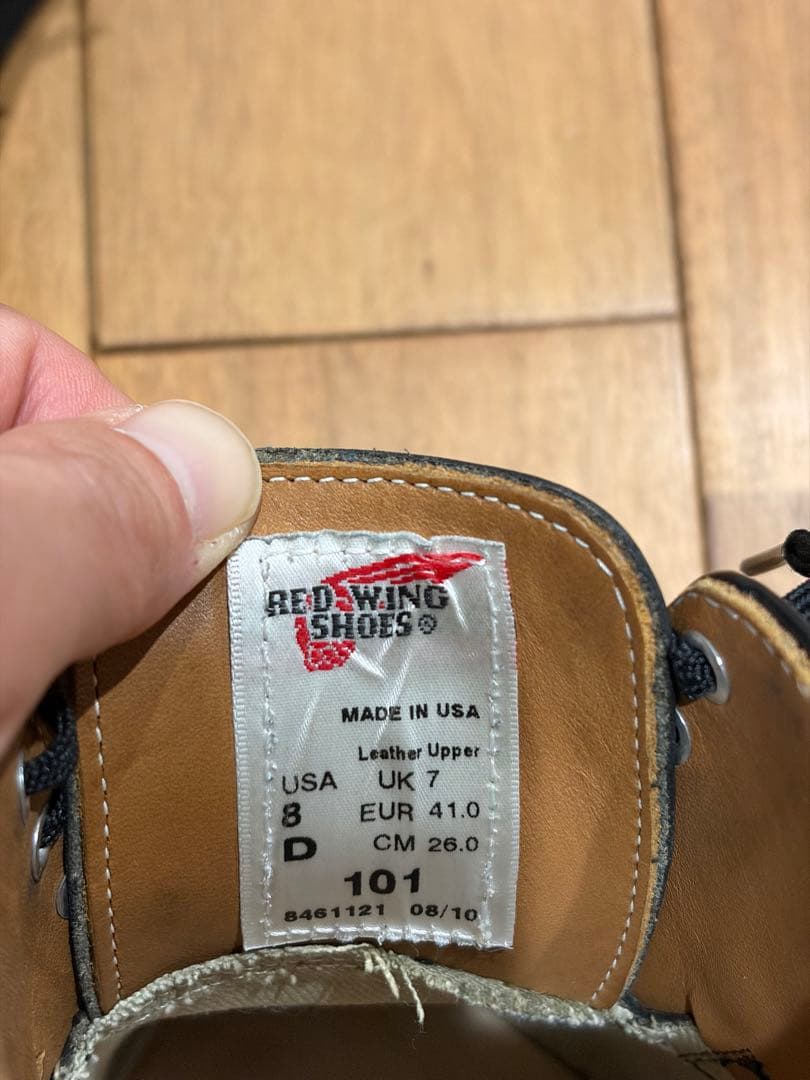 RED WING
SHOES®
MADE IN USA
Leather Upper
USA UK 7
8 EUR 41.0
D CM 26.0
101
8461121 08/10